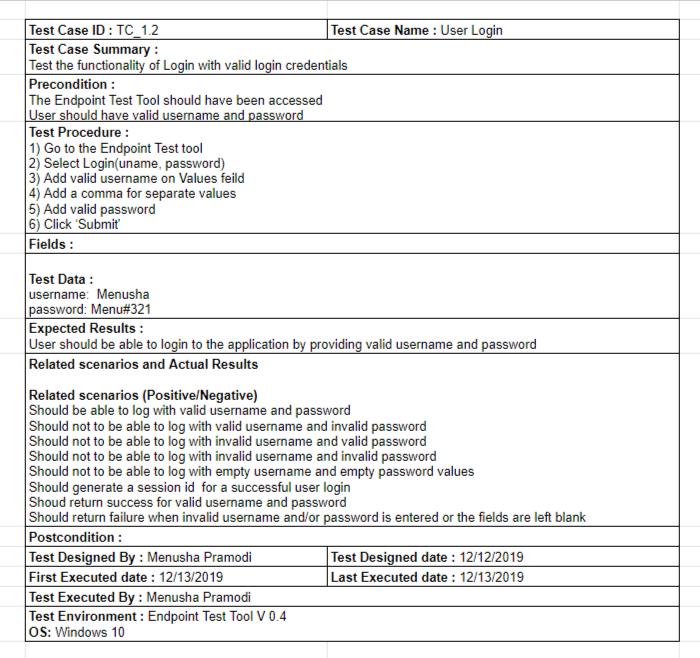 Test Case ID : TC_1.2
Test Case Name : User Login
Test Case Summary :
Test the functionality of Login with valid login credentials
Precondition :
The Endpoint Test Tool should have been accessed
User should have valid username and password
Test Procedure :
1) Go to the Endpoint Test tool
2) Select Login(uname, password)
3) Add valid username on Values feild
4) Add a comma for separate values
5) Add valid password
6) Click 'Submit'
Fields :
Test Data :
username:  Menusha
password: Menu#321
Expected Results :
User should be able to login to the application by providing valid username and password
Related scenarios and Actual Results
Related scenarios (Positive/Negative)
Should be able to log with valid username and password
Should not to be able to log with valid username and invalid password
Should not to be able to log with invalid username and valid password
Should not to be able to log with invalid username and invalid password
Should not to be able to log with empty username and empty password values
Should generate a session id  for a successful user login
Shoud return success for valid username and password
Should return failure when invalid username and/or password is entered or the fields are left blank
Postcondition :
Test Designed By : Menusha Pramodi
Test Designed date : 12/12/2019
First Executed date : 12/13/2019
Last Executed date : 12/13/2019
Test Executed By : Menusha Pramodi
Test Environment : Endpoint Test Tool V 0.4
OS: Windows 10